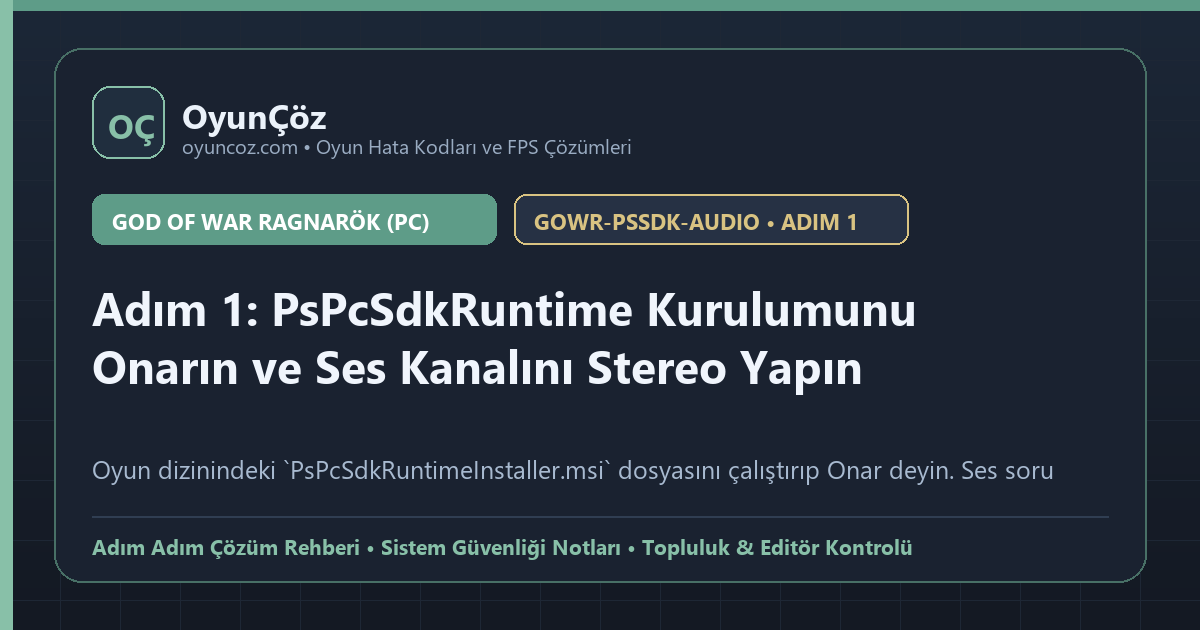 OÇ
OyunÇöz
oyuncoz.com • Oyun Hata Kodları ve FPS Çözümleri
GOD OF WAR RAGNARÖK (PC)
GOWR-PSSDK-AUDIO • ADIM 1
Adım 1: PsPcSdkRuntime Kurulumunu
Onarın ve Ses Kanalını Stereo Yapın
Oyun dizinindeki `PsPcSdkRuntimeInstaller.msi` dosyasını çalıştırıp Onar deyin. Ses soru
Adım Adım Çözüm Rehberi • Sistem Güvenliği Notları • Topluluk & Editör Kontrolü